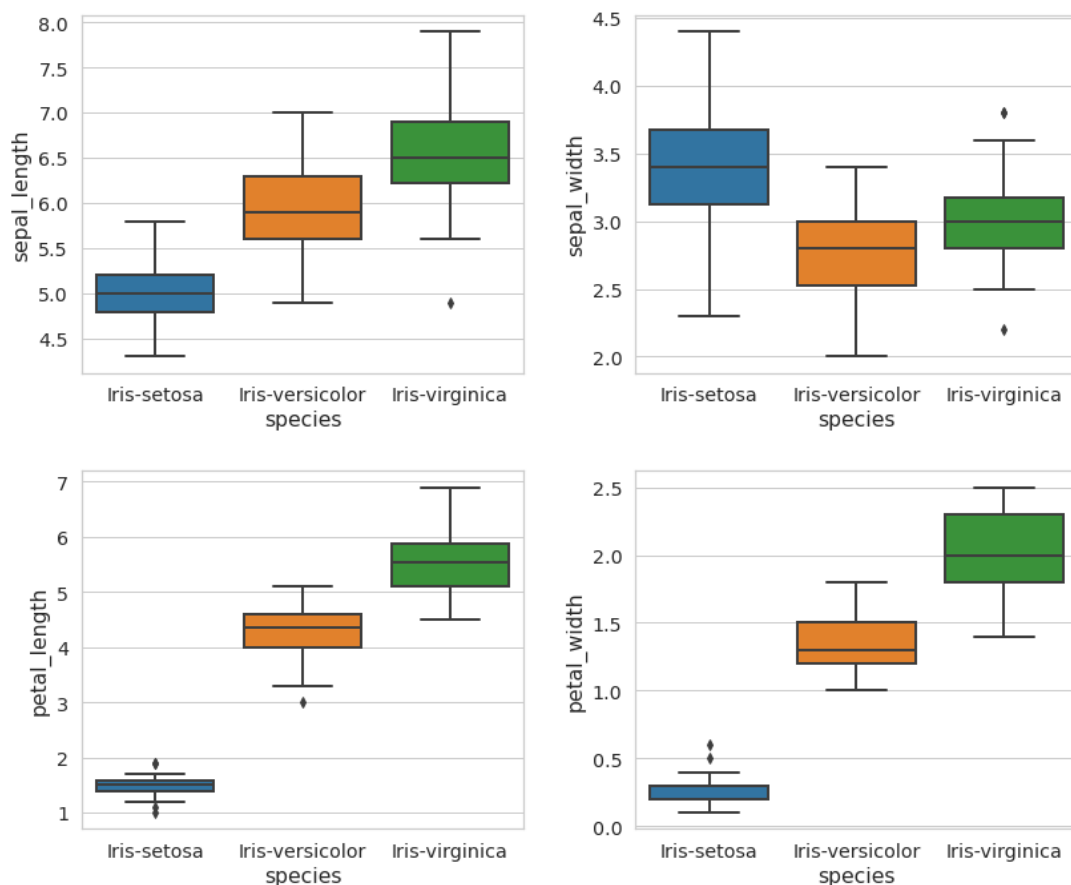 sepal_length
8.0
7.5
7.0
6.5
6.0
5.5
5.0
4.5
Iris-setosa Iris-versicolor Iris-virginica
species
sepal_width
4.5
4.0
3.5
3.0
2.5
2.0
Iris-setosa Iris-versicolor Iris-virginica
species
petal_length
7
6
5
4
3
2
1
Iris-setosa Iris-versicolor Iris-virginica
species
petal_width
2.5
2.0
1.5
1.0
0.5
0.0
Iris-setosa Iris-versicolor Iris-virginica
species